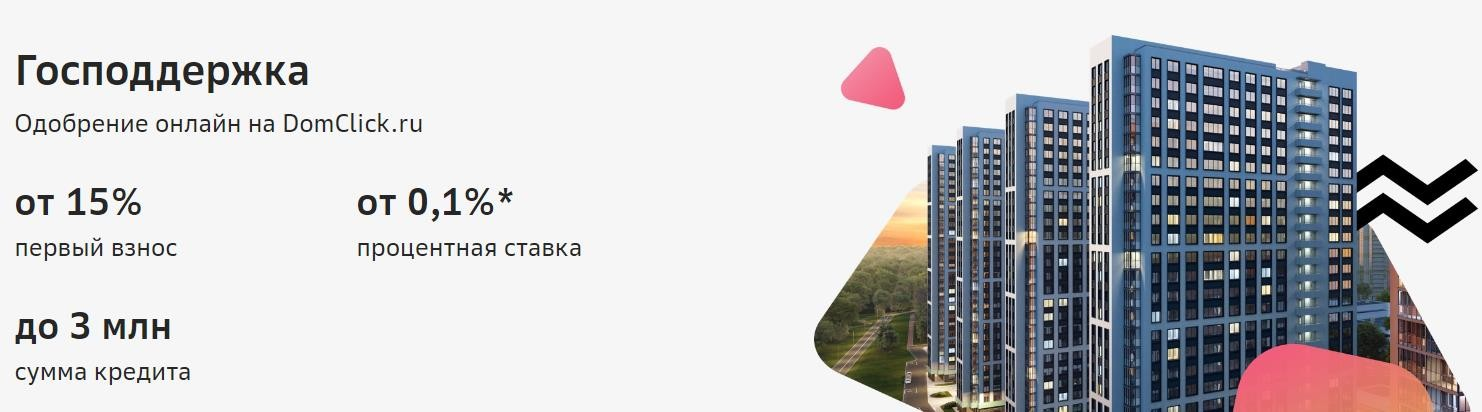 Господдержка
Одобрение онлайн на DomClick.ru
от 15%
первый взнос
от 0,1%*
процентная ставка
до 3 млн
сумма кредита